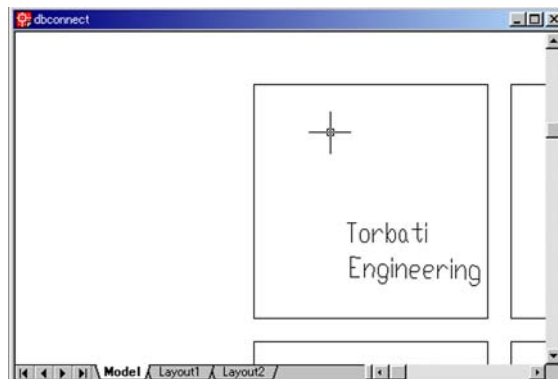 dbconnect
Torbati
Engineering
Model
Layout1
Layout2